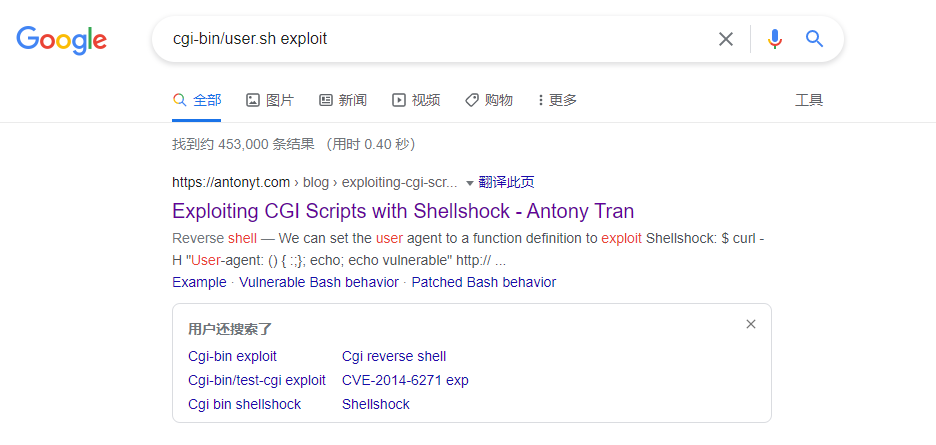 Google
cgi-bin/user.sh exploit
全部 图片 新闻 视频 购物 更多 工具
找到约 453,000 条结果 （用时 0.40 秒）
https://antonyt.com › blog › exploiting-cgi-scr... 翻译此页
Exploiting CGI Scripts with Shellshock - Antony Tran
Reverse shell — We can set the user agent to a function definition to exploit Shellshock: $ curl -
H "User-agent: () { :;}; echo; echo vulnerable" http:// ...
Example · Vulnerable Bash behavior · Patched Bash behavior
用户还搜索了
Cgi-bin exploit Cgi reverse shell
Cgi-bin/test-cgi exploit CVE-2014-6271 exp
Cgi bin shellshock Shellshock